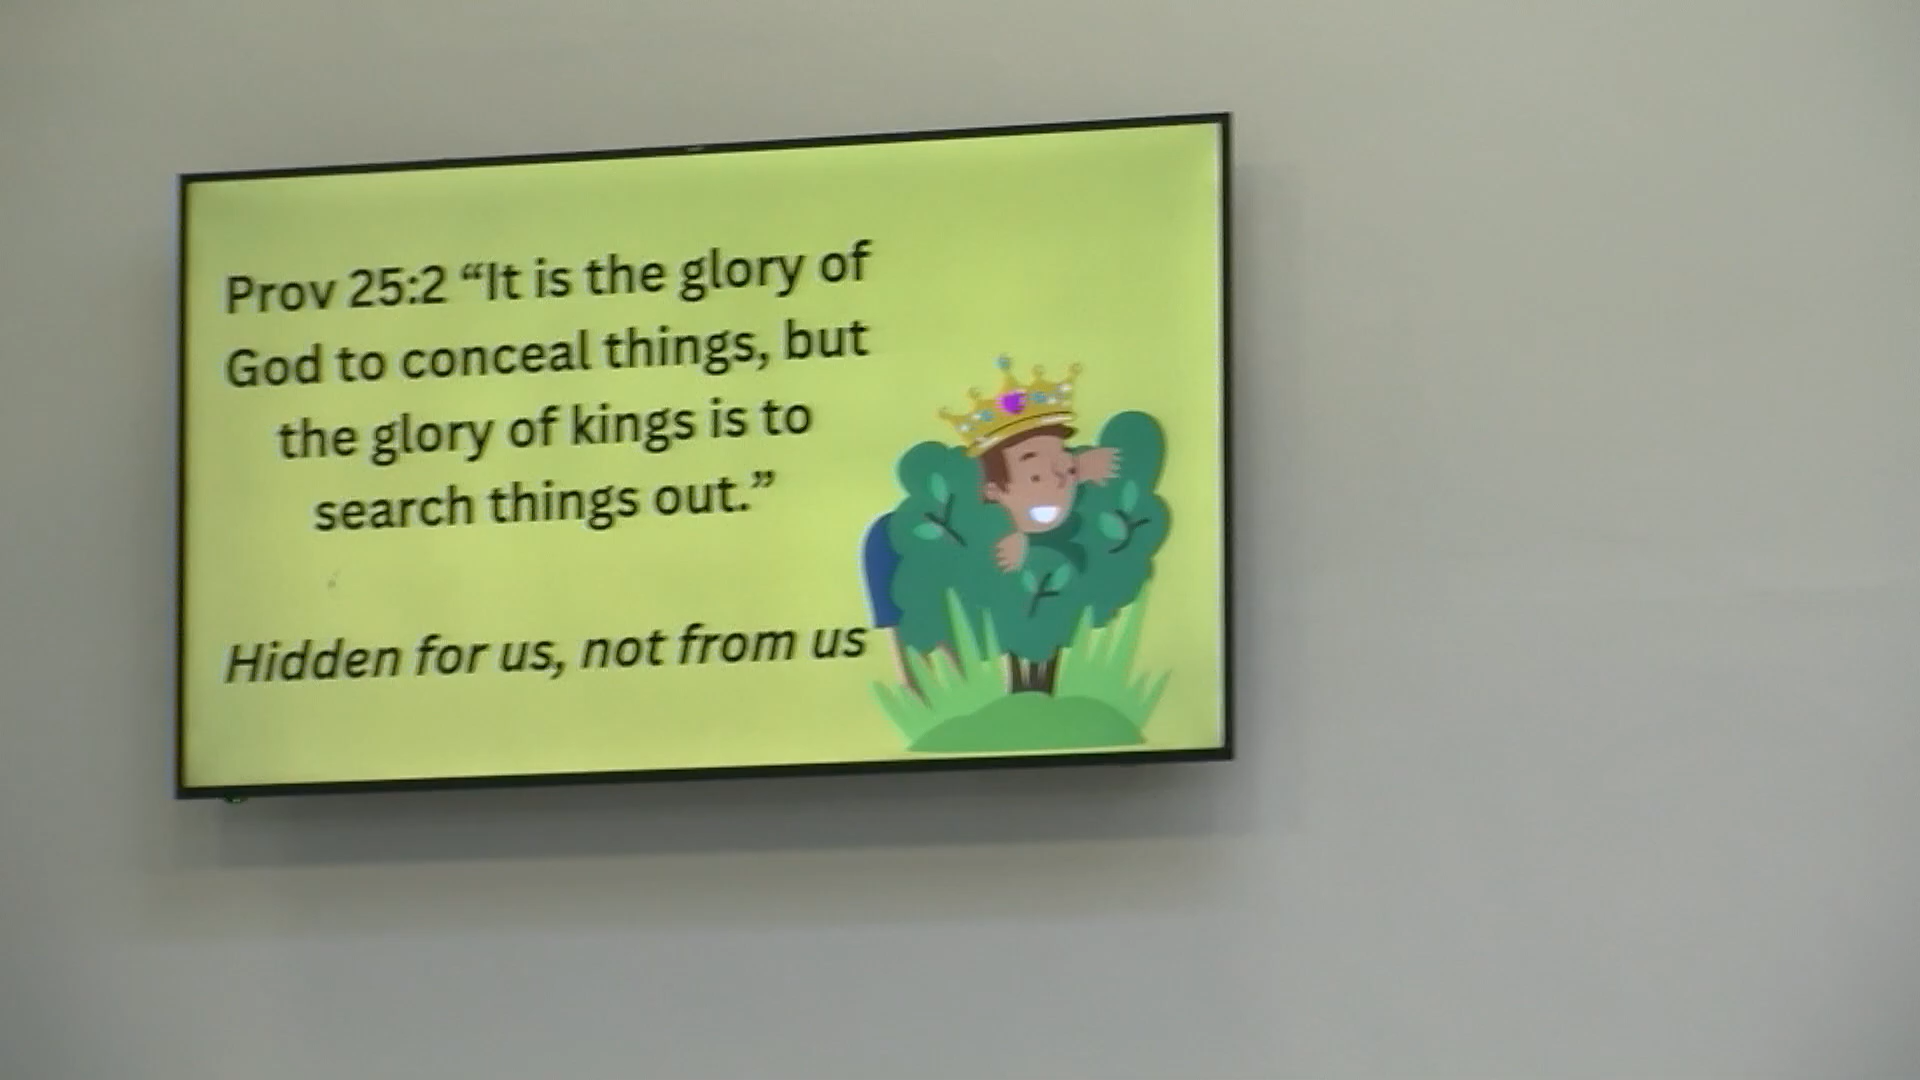 Prov 25:2 “It is the glory of
God to conceal things, but
the glory of kings is to
search things out.”
Hidden for us, not from us